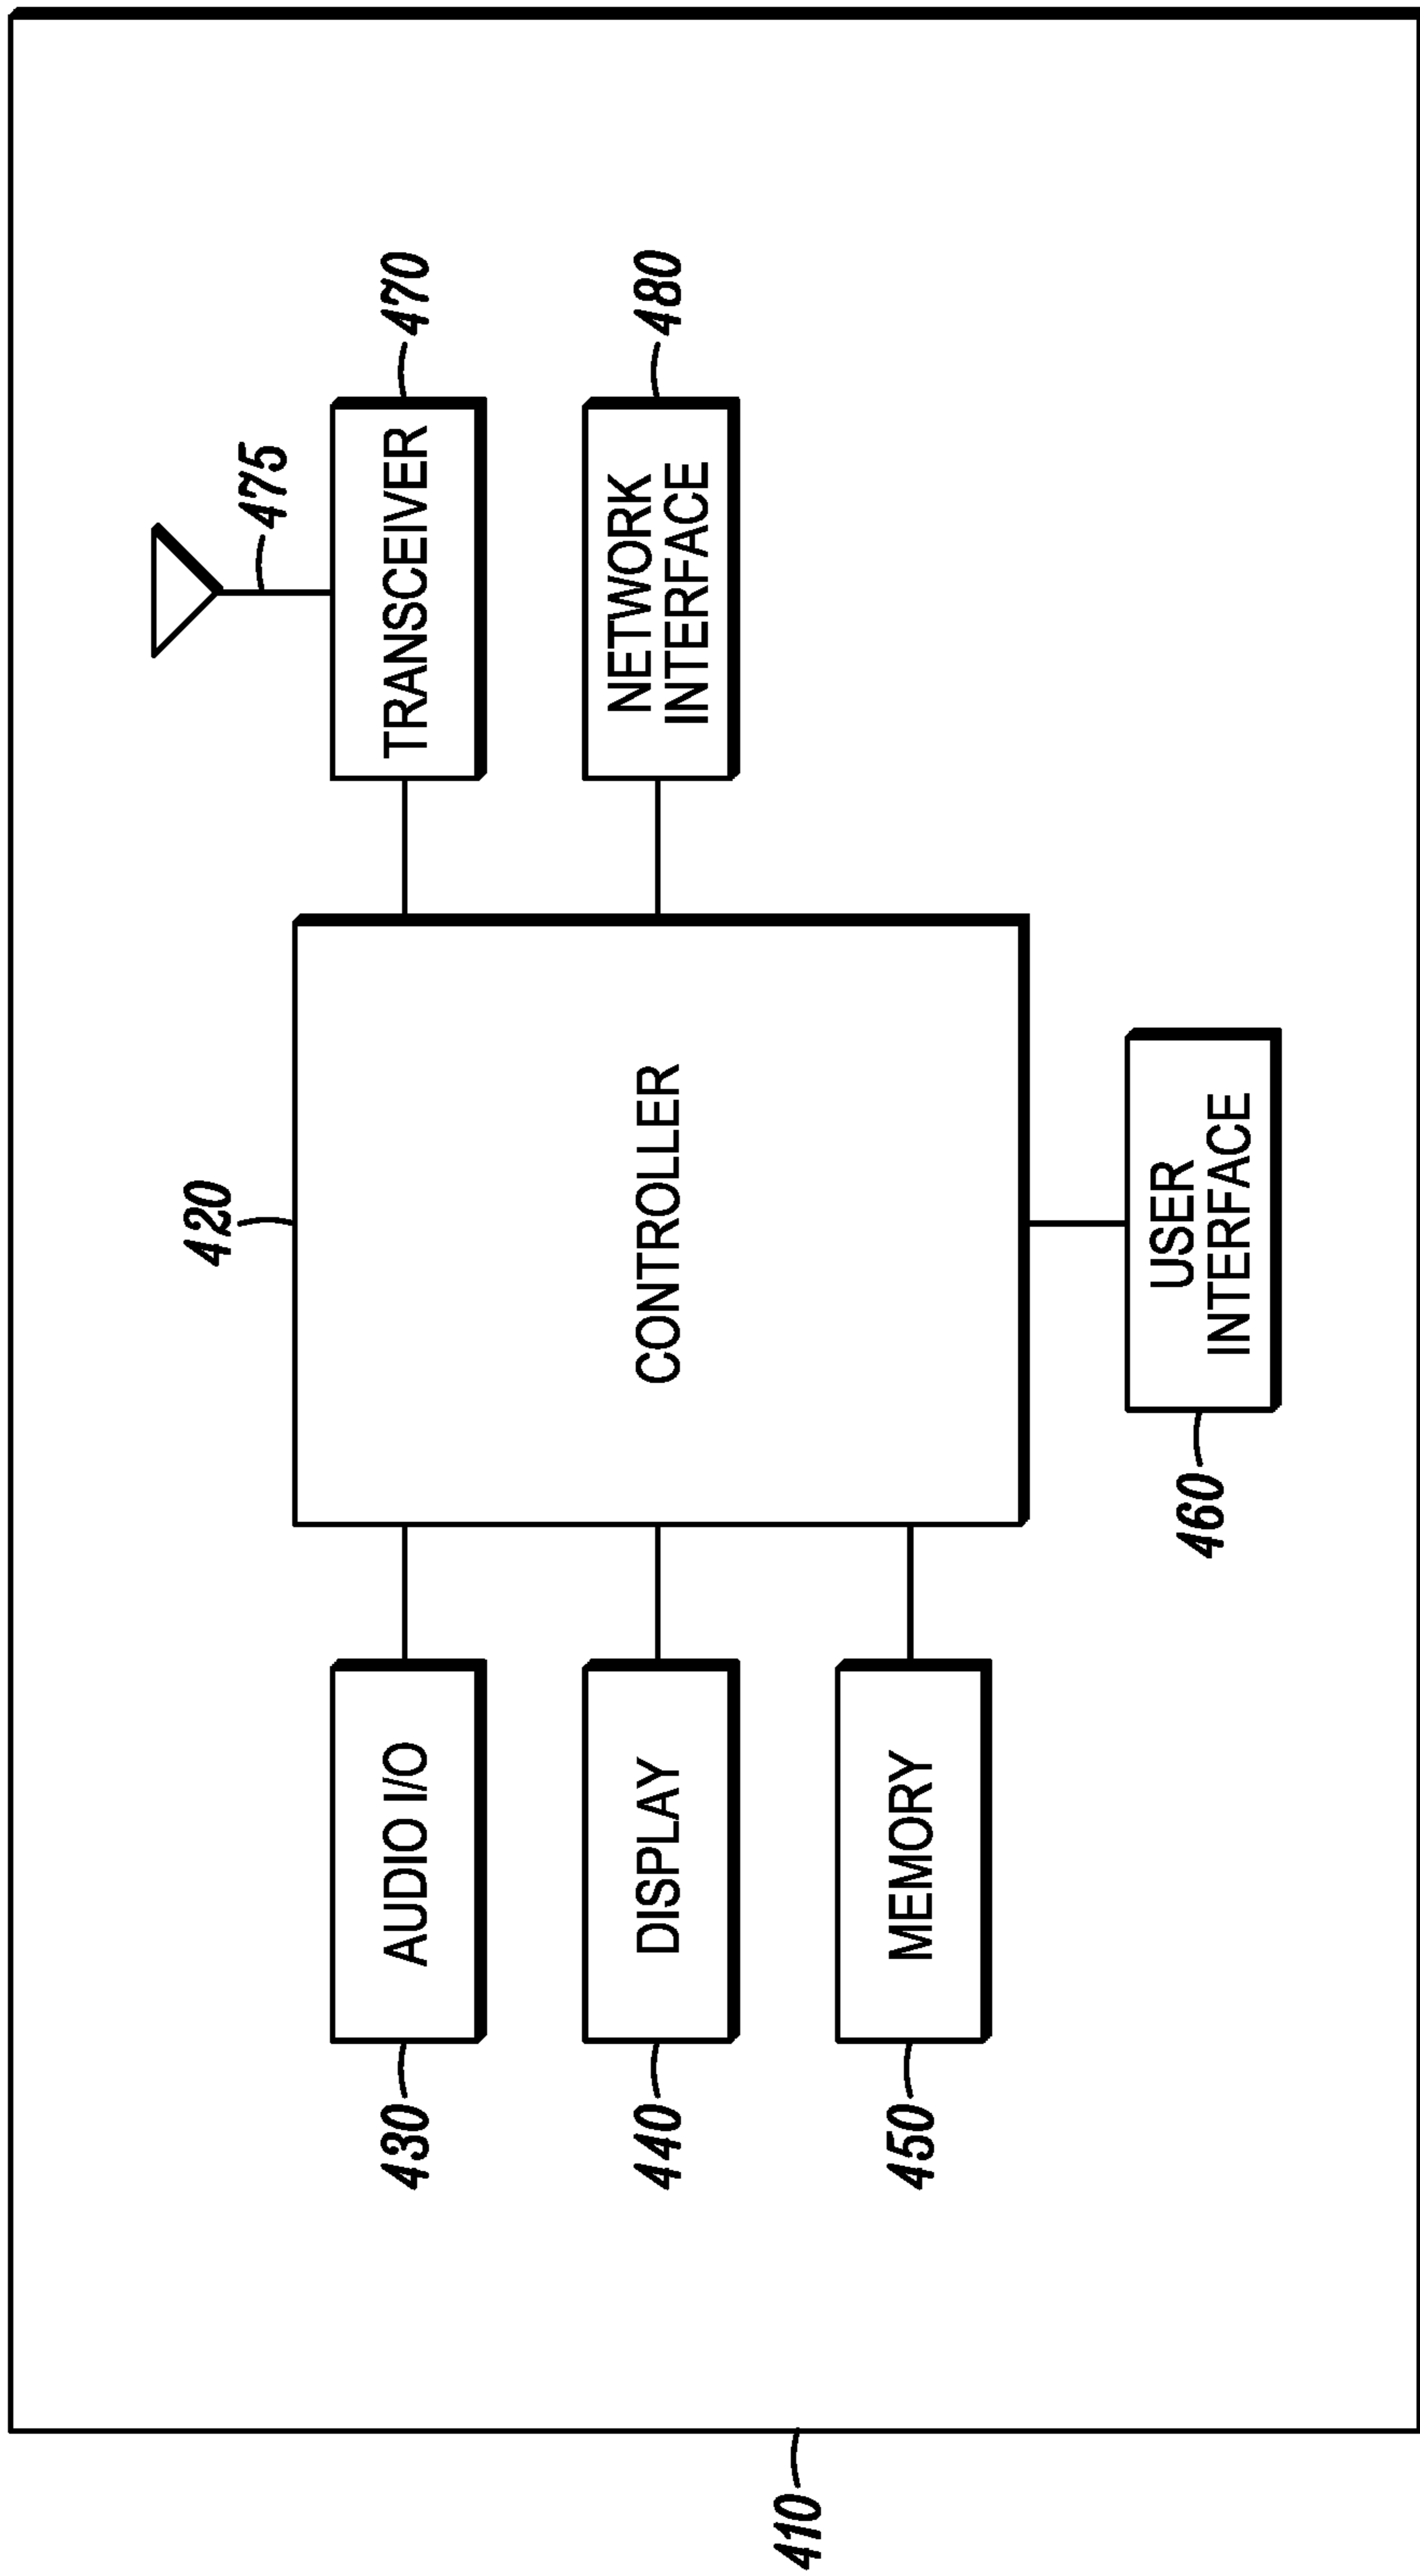 475
420
430
AUDIO I/O
TRANSCEIVER
470
440
DISPLAY
CONTROLLER
NETWORK
INTERFACE
480
410
450
MEMORY
460
USER
INTERFACE